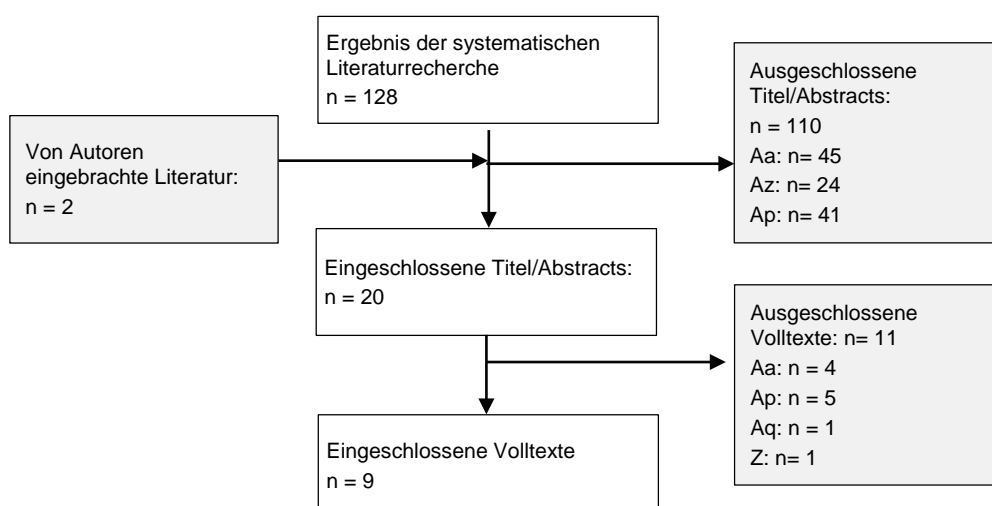 Ergebnis der systematischen
Literaturrecherche
n = 128
Von Autoren
eingebrachte Literatur:
n = 2
Ausgeschlossene
Titel/Abstracts:
n = 110
Aa: n= 45
Az: n= 24
Ap: n= 41
Eingeschlossene Titel/Abstracts:
n = 20
Ausgeschlossene
Volltexte: n= 11
Aa: n = 4
Ap: n = 5
Aq: n = 1
Z: n= 1
Eingeschlossene Volltexte
n = 9